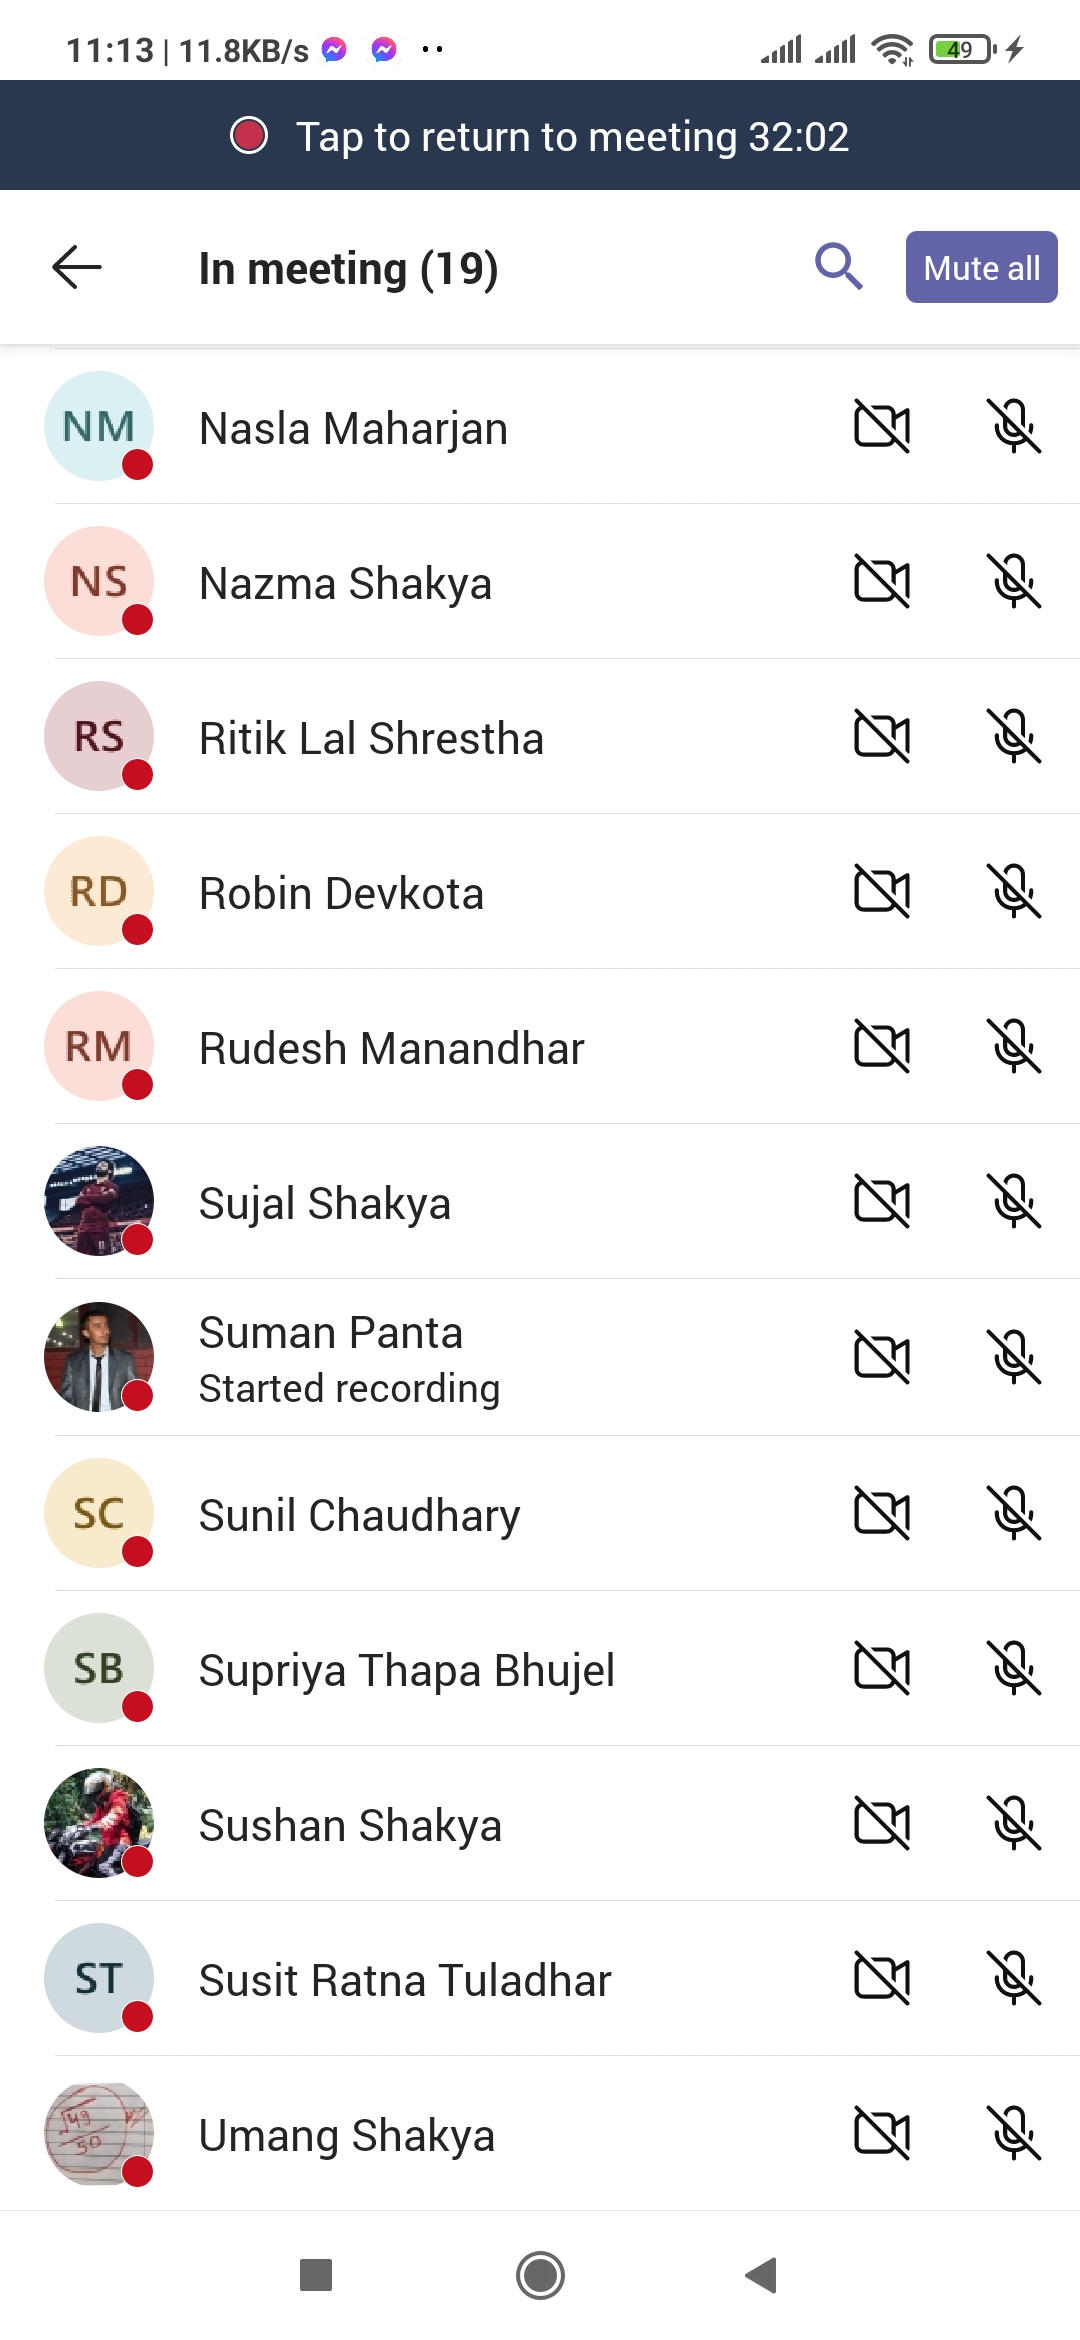 11:13 | 11.8KB/s
49
Tap to return to meeting 32:02
In meeting (19)
Mute all
NM
Nasla Maharjan
NS
Nazma Shakya
RS
Ritik Lal Shrestha
RD
Robin Devkota
RM
Rudesh Manandhar
Sujal Shakya
Suman Panta
Started recording
SC
Sunil Chaudhary
SB
Supriya Thapa Bhujel
Sushan Shakya
ST
Susit Ratna Tuladhar
√49
50
Umang Shakya